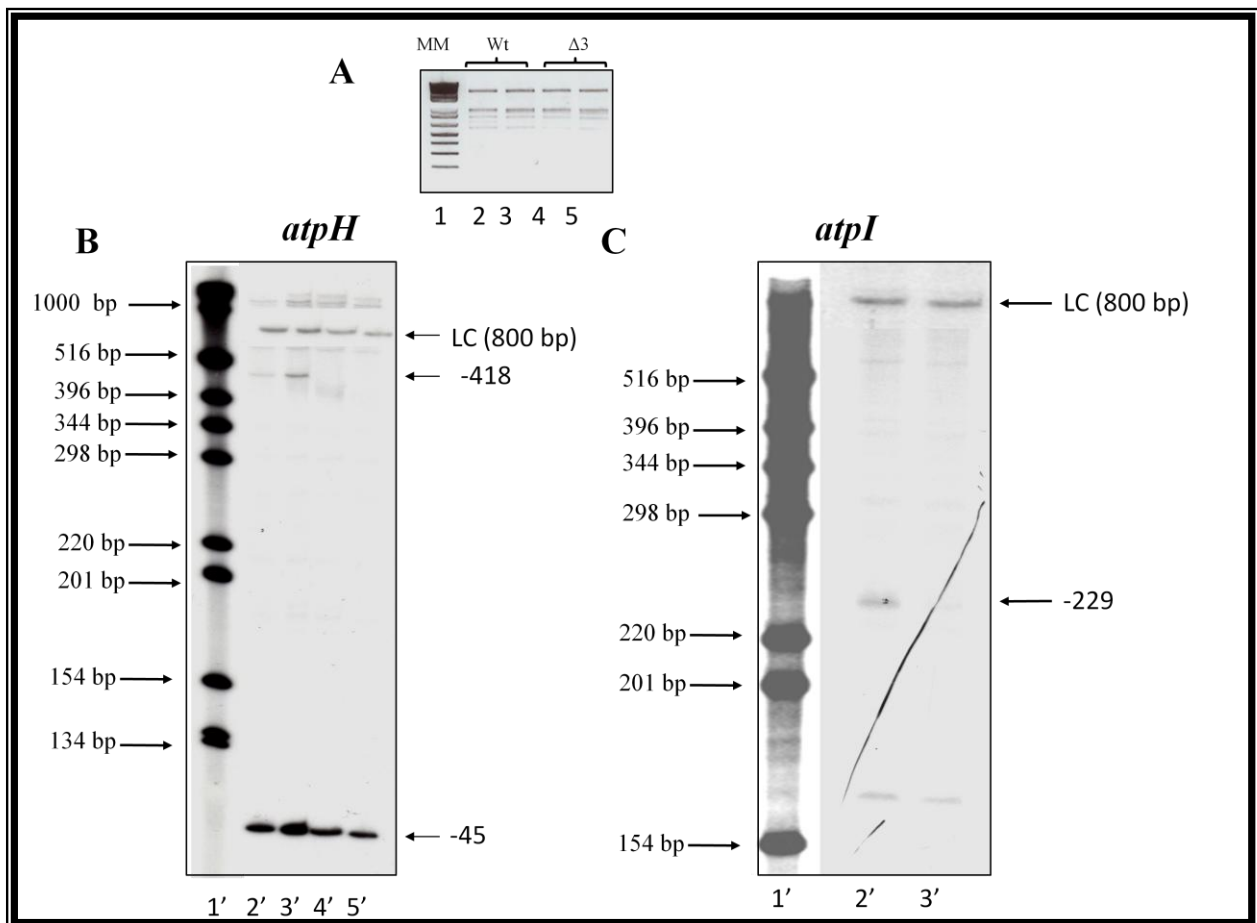 A
MM Wt Δ3
1 2 3 4 5
B
atpH
1000 bp
516 bp
396 bp
344 bp
298 bp
220 bp
201 bp
154 bp
134 bp
LC (800 bp)
-418
-45
1’ 2’ 3’ 4’ 5’
C
atpI
516 bp
396 bp
344 bp
298 bp
220 bp
201 bp
154 bp
LC (800 bp)
-229
1’ 2’ 3’